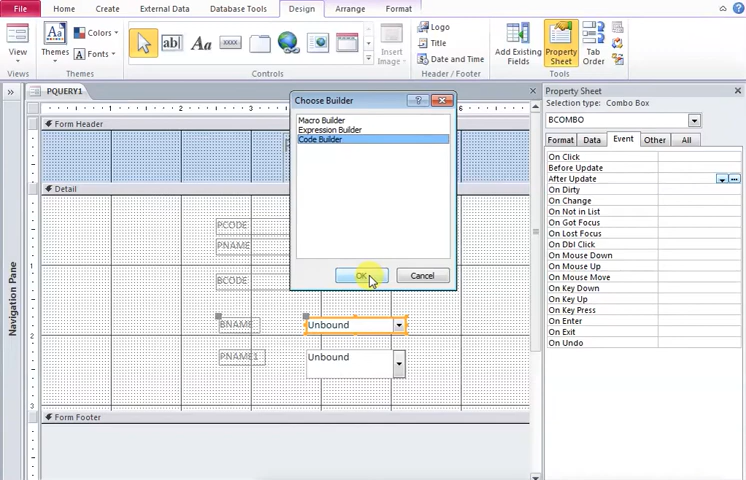 File Home Create External Data Database Tools Design Arrange Format
View
Views
Aa Themes
Colors
A Fonts
Themes
ab Aa xxxx
Controls
Insert Image
Logo
Title
Date and Time
Header / Footer
Add Existing Fields
Property Sheet
Tab Order
Tools
PQUERY1
Form Header
Detail
PCODE
PNAME
BCODE
BNAME Unbound
PNAME1 Unbound
Form Footer
Navigation Pane
Choose Builder
Macro Builder
Expression Builder
Code Builder
OK Cancel
Property Sheet
Selection type: Combo Box
BCOMBO
Format Data Event Other All
On Click
Before Update
After Update
On Dirty
On Change
On Not in List
On Got Focus
On Lost Focus
On Dbl Click
On Mouse Down
On Mouse Up
On Mouse Move
On Key Down
On Key Up
On Key Press
On Enter
On Exit
On Undo